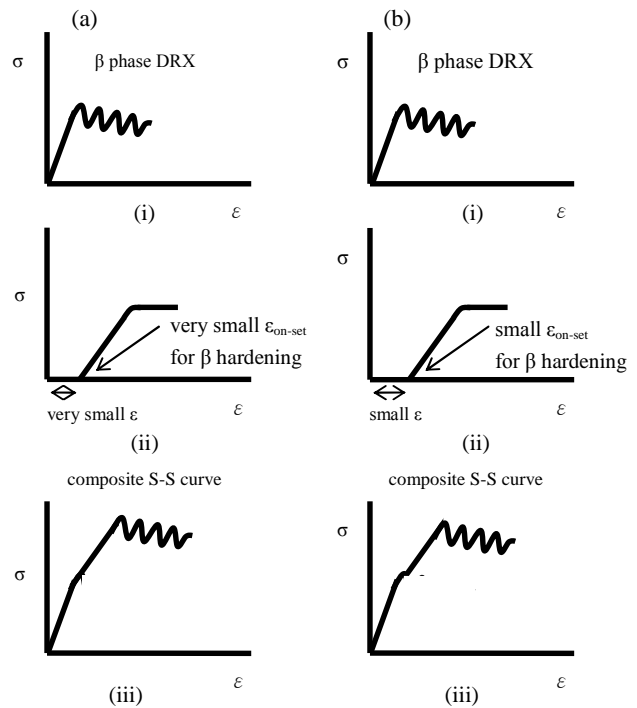 (a)
σ
β phase DRX
(i)
ε
σ
very small ε on-set
for β hardening
very small ε
ε
(ii)
composite S-S curve
σ
ε
(iii)
(b)
σ
β phase DRX
(i)
ε
σ
small ε on-set
for β hardening
small ε
ε
(ii)
composite S-S curve
σ
ε
(iii)